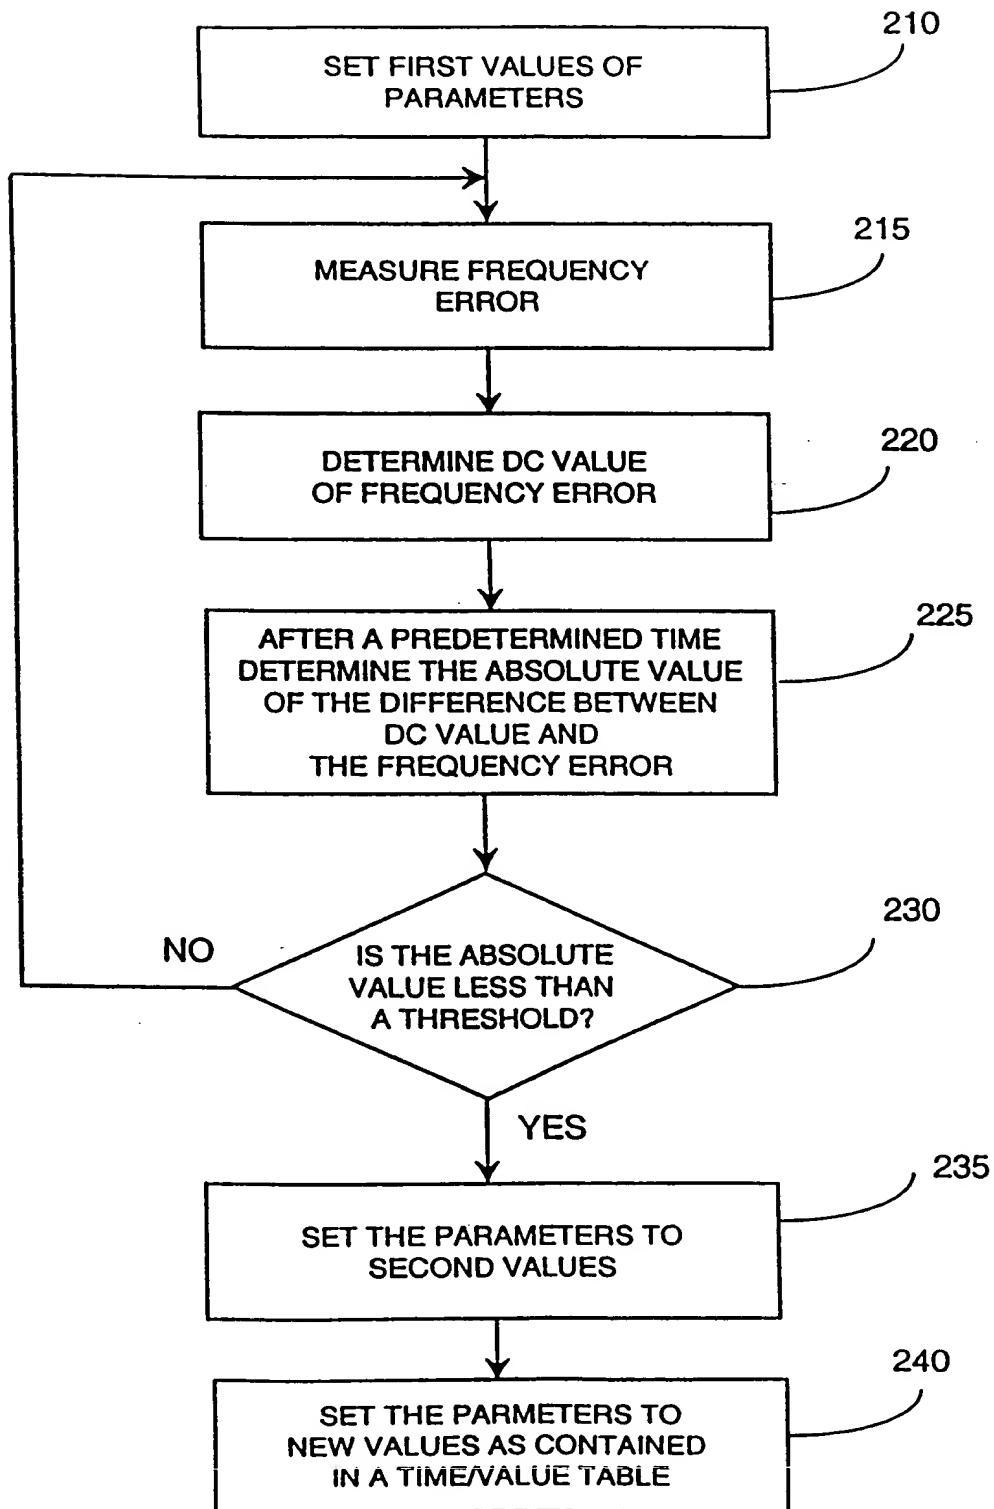 210
SET FIRST VALUES OF
PARAMETERS
215
MEASURE FREQUENCY
ERROR
220
DETERMINE DC VALUE
OF FREQUENCY ERROR
225
AFTER A PREDETERMINED TIME
DETERMINE THE ABSOLUTE VALUE
OF THE DIFFERENCE BETWEEN
DC VALUE AND
THE FREQUENCY ERROR
230
NO
IS THE ABSOLUTE
VALUE LESS THAN
A THRESHOLD?
YES
235
SET THE PARAMETERS TO
SECOND VALUES
240
SET THE PARMETERS TO
NEW VALUES AS CONTAINED
IN A TIME/VALUE TABLE